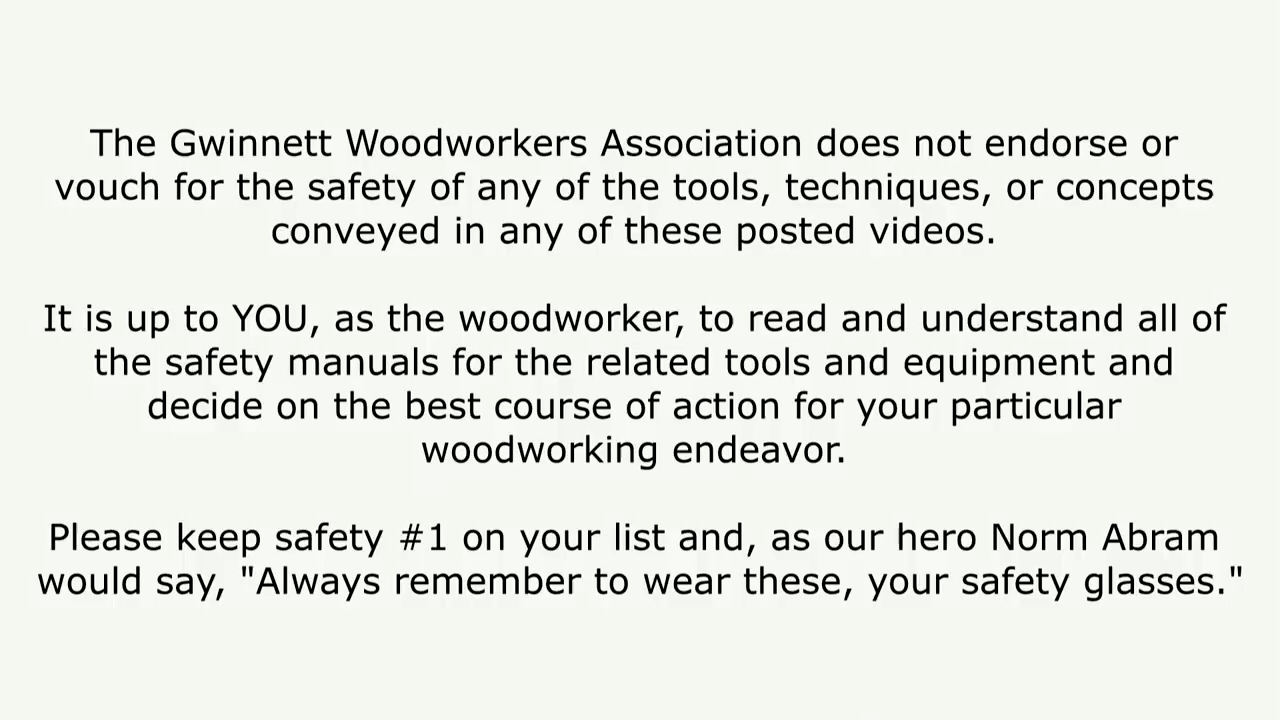 The Gwinnett Woodworkers Association does not endorse or
vouch for the safety of any of the tools, techniques, or concepts
conveyed in any of these posted videos.
It is up to YOU, as the woodworker, to read and understand all of
the safety manuals for the related tools and equipment and
decide on the best course of action for your particular
woodworking endeavor.
Please keep safety #1 on your list and, as our hero Norm Abram
would say, "Always remember to wear these, your safety glasses."